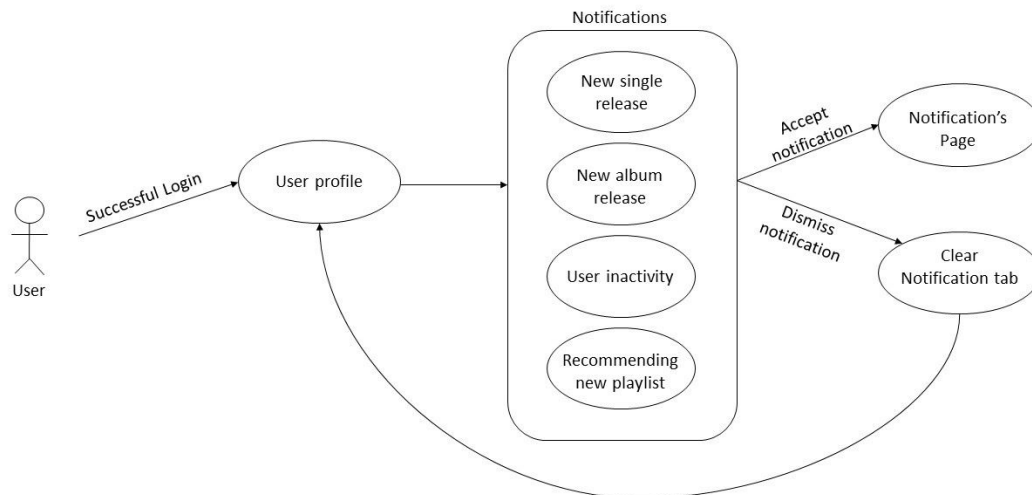 Notifications
New single
release
Accept
notification
Notification's
Page
Successful Login
User profile
New album
release
Dismiss
notification
User
User inactivity
Clear
Notification tab
Recommending
new playlist